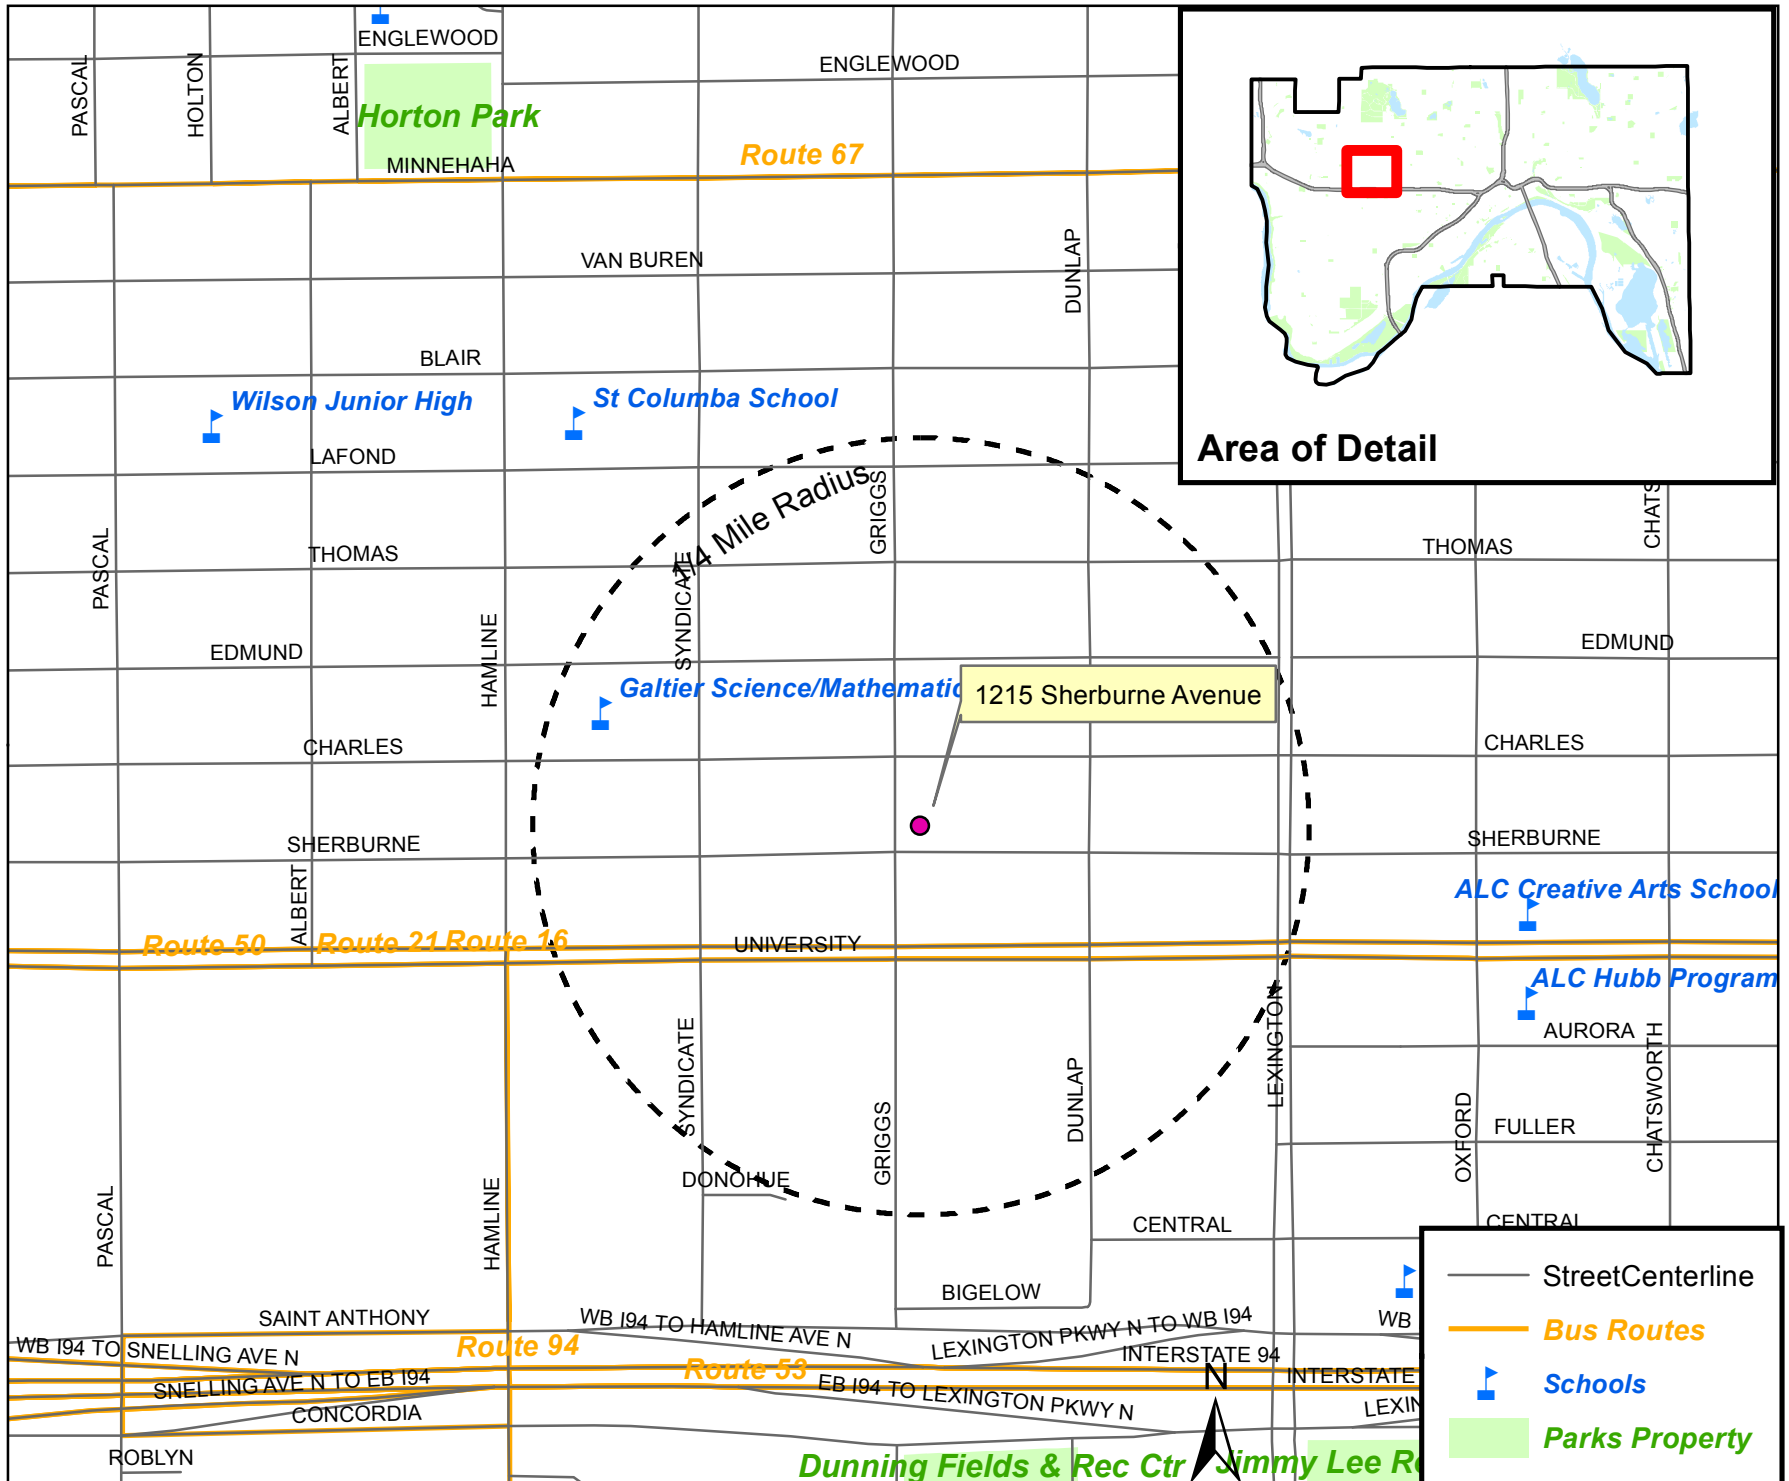 ENGLEWOOD
ENGLEWOOD
PASCAL
HOLTON
ALBERT
Horton Park
MINNEHAHA
Route 67
VAN BUREN
DUNLAP
BLAIR
Wilson Junior High
St Columba School
Area of Detail
LAFOND
1/4 Mile Radius
GRIGGS
CHATS
THOMAS
THOMAS
PASCAL
SYNDICATE
HAMLINE
EDMUND
EDMUND
Galtier Science/Mathematic
1215 Sherburne Avenue
CHARLES
CHARLES
SHERBURNE
SHERBURNE
ALBERT
ALC Creative Arts School
Route 50
Route 21
Route 16
UNIVERSITY
ALC Hubb Program
LEXINGTON
AURORA
SYNDICATE
DUNLAP
GRIGGS
OXFORD
CHATSWORTH
FULLER
DONOHUE
PASCAL
HAMLINE
CENTRAL
CENTRAL
StreetCenterline
BIGELOW
SAINT ANTHONY
WB I94 TO HAMLINE AVE N
LEXINGTON PKWY N TO WB I94
WB
Bus Routes
WB I94 TO SNELLING AVE N
Route 94
INTERSTATE 94
Route 53
N
INTERSTATE
SNELLING AVE N TO EB I94
EB I94 TO LEXINGTON PKWY N
Schools
LEXIN
CONCORDIA
ROBLYN
Dunning Fields & Rec Ctr
Jimmy Lee Re
Parks Property